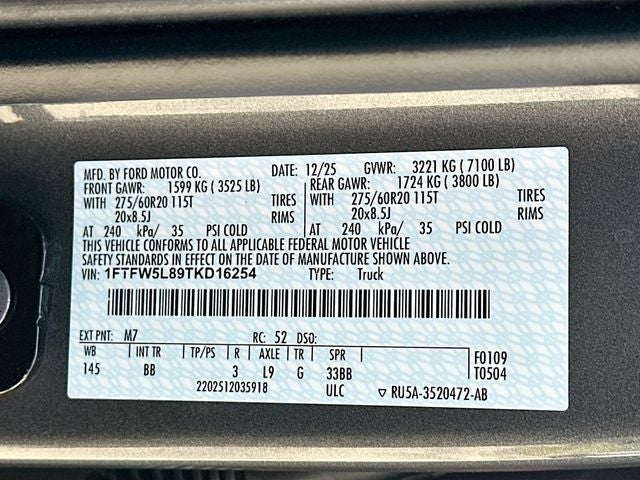 MFD. BY FORD MOTOR CO. DATE: 12/25 GVWR: 3221 KG ( 7100 LB)
FRONT GAWR: 1599 KG ( 3525 LB) REAR GAWR: 1724 KG ( 3800 LB)
WITH 275/60R20 115T TIRES WITH 275/60R20 115T TIRES
20x8.5J RIMS 20x8.5J RIMS
AT 240 kPa/ 35 PSI COLD AT 240 kPa/ 35 PSI COLD
THIS VEHICLE CONFORMS TO ALL APPLICABLE FEDERAL MOTOR VEHICLE
SAFETY STANDARDS IN EFFECT ON THE DATE OF MANUFACTURE SHOWN ABOVE.
VIN: 1FTFW5L89TKD16254 TYPE: Truck
EXT PNT: M7 RC: 52 DSO:
WB INT TR TP/PS R AXLE TR SPR F0109
145 BB 3 L9 G 33BB T0504
2202512035918 ULC ▽ RU5A-3520472-AB